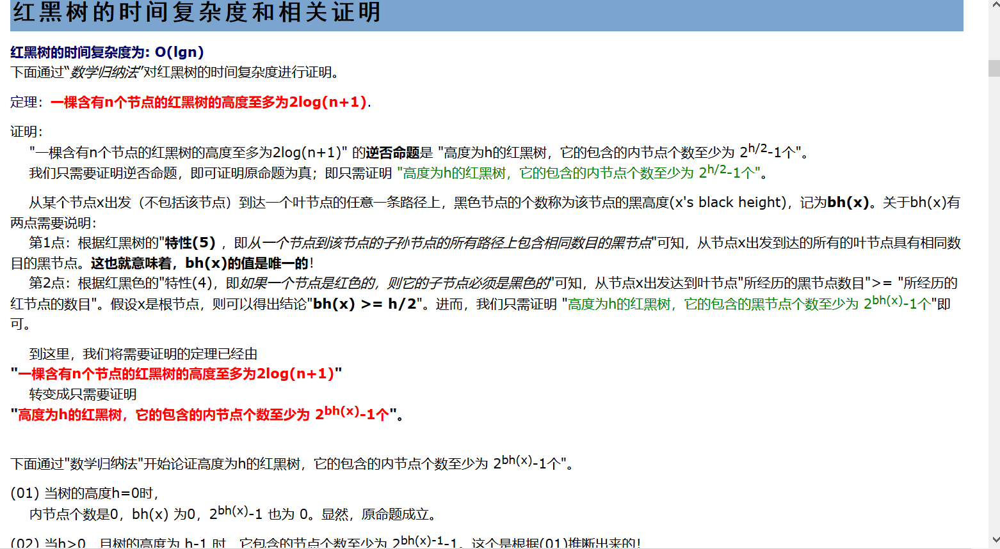 红黑树的时间复杂度和相关证明
红黑树的时间复杂度为: O(lgn)
下面通过“数学归纳法”对红黑树的时间复杂度进行证明。
定理：一棵含有n个节点的红黑树的高度至多为2log(n+1).
证明：
"一棵含有n个节点的红黑树的高度至多为2log(n+1)" 的逆否命题是 "高度为h的红黑树，它的包含的内节点个数至少为 2^h/2-1个"。
我们只需要证明逆否命题，即可证明原命题为真；即只需证明 "高度为h的红黑树，它的包含的内节点个数至少为 2^h/2-1个"。
从某个节点x出发（不包括该节点）到达一个叶节点的任意一条路径上，黑色节点的个数称为该节点的黑高度(x's black height)，记为bh(x)。关于bh(x)有
两点需要说明：
第1点：根据红黑树的"特性(5) ，即从一个节点到该节点的子孙节点的所有路径上包含相同数目的黑节点"可知，从节点x出发到达的所有的叶节点具有相同数
目的黑节点。这也就意味着，bh(x)的值是唯一的！
第2点：根据红黑色的"特性(4)，即如果一个节点是红色的，则它的子节点必须是黑色的"可知，从节点x出发达到叶节点"所经历的黑节点数目">= "所经历的
红节点的数目"。假设x是根节点，则可以得出结论"bh(x) >= h/2"。进而，我们只需证明 "高度为h的红黑树，它的包含的黑节点个数至少为 2^bh(x)-1个"即
可。
到这里，我们将需要证明的定理已经由
"一棵含有n个节点的红黑树的高度至多为2log(n+1)"
转变成只需要证明
"高度为h的红黑树，它的包含的内节点个数至少为 2^bh(x)-1个"。
下面通过"数学归纳法"开始论证高度为h的红黑树，它的包含的内节点个数至少为 2^bh(x)-1个"。
(01) 当树的高度h=0时，
内节点个数是0，bh(x) 为0，2^bh(x)-1 也为 0。显然，原命题成立。
(02) 当h>0，且树的高度为 h-1 时，它包含的节点个数至少为 2^bh(x)-1-1。这个是根据(01)推断出来的！